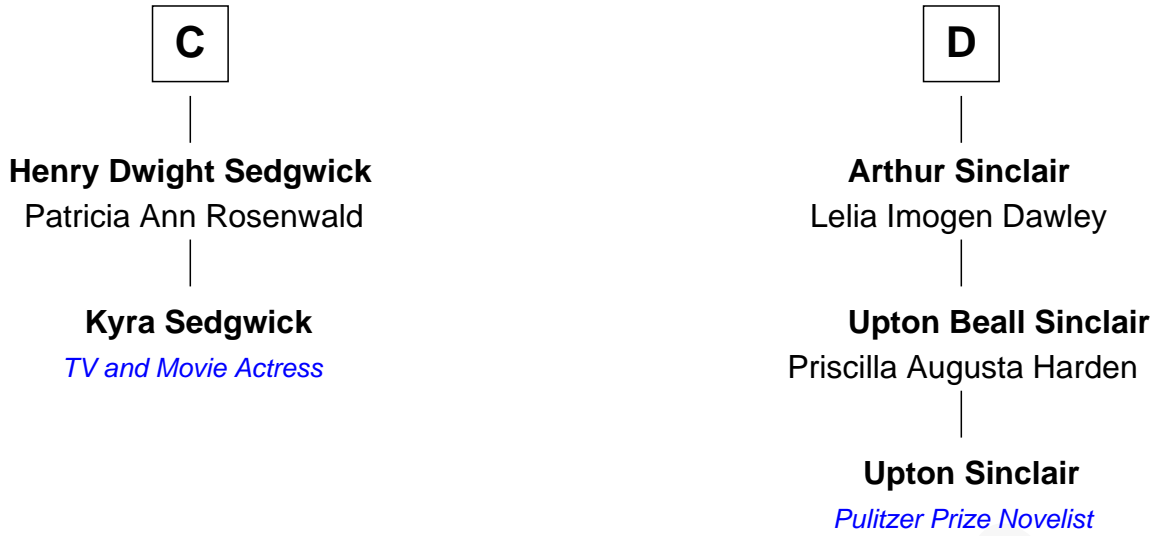 C
Henry Dwight Sedgwick
Patricia Ann Rosenwald
Kyra Sedgwick
TV and Movie Actress
D
Arthur Sinclair
Lelia Imogen Dawley
Upton Beall Sinclair
Priscilla Augusta Harden
Upton Sinclair
Pulitzer Prize Novelist